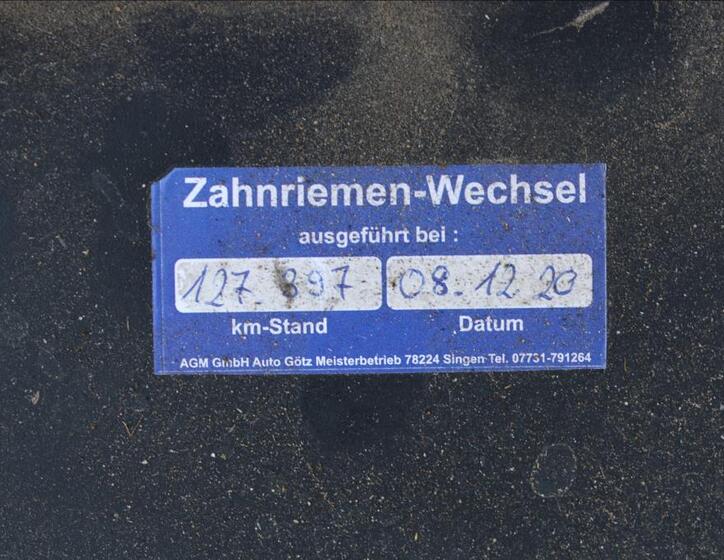 Zahnriemen-Wechsel
ausgeführt bei :
127.897 08.12 20
km-Stand Datum
AGM GmbH Auto Götz Meisterbetrieb 78224 Singen Tel. 07731-791264